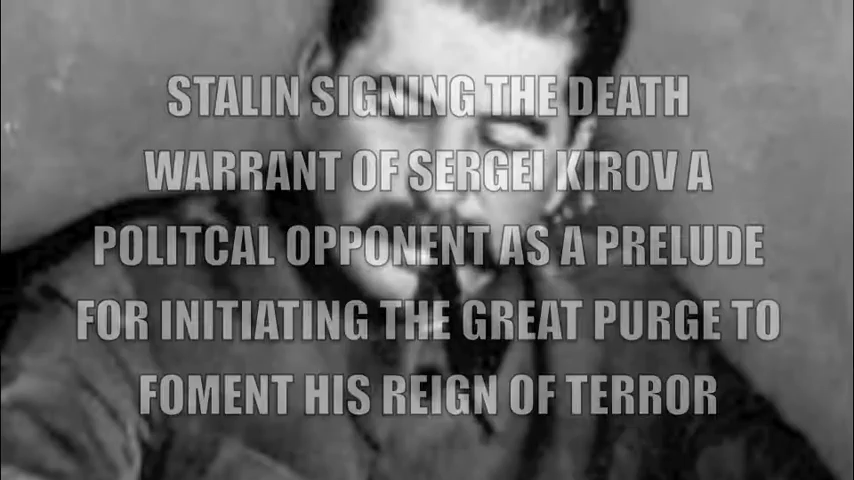 STALIN SIGNING THE DEATH
WARRANT OF SERGEI KIROV A
POLITCAL OPPONENT AS A PRELUDE
FOR INITIATING THE GREAT PURGE TO
FOMENT HIS REIGN OF TERROR